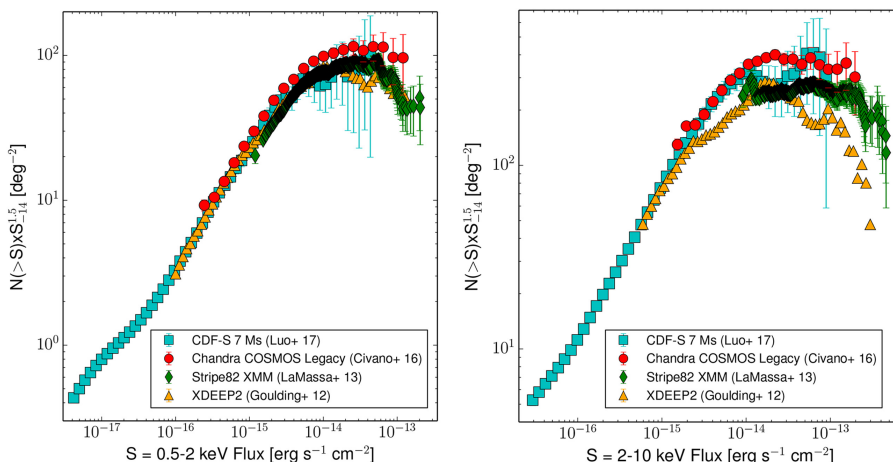 N(>S)xS_{-14}^{1.5} [deg^{-2}]
10^2
10^1
10^0
CDF-S 7 Ms (Luo+ 17)
Chandra COSMOS Legacy (Civano+ 16)
Stripe82 XMM (LaMassa+ 13)
XDEEP2 (Goulding+ 12)
10^{-17} 10^{-16} 10^{-15} 10^{-14} 10^{-13}
S = 0.5-2 keV Flux [erg s^{-1} cm^{-2}]
N(>S)xS_{-14}^{1.5} [deg^{-2}]
10^2
10^1
CDF-S 7 Ms (Luo+ 17)
Chandra COSMOS Legacy (Civano+ 16)
Stripe82 XMM (LaMassa+ 13)
XDEEP2 (Goulding+ 12)
10^{-16} 10^{-15} 10^{-14} 10^{-13}
S = 2-10 keV Flux [erg s^{-1} cm^{-2}]